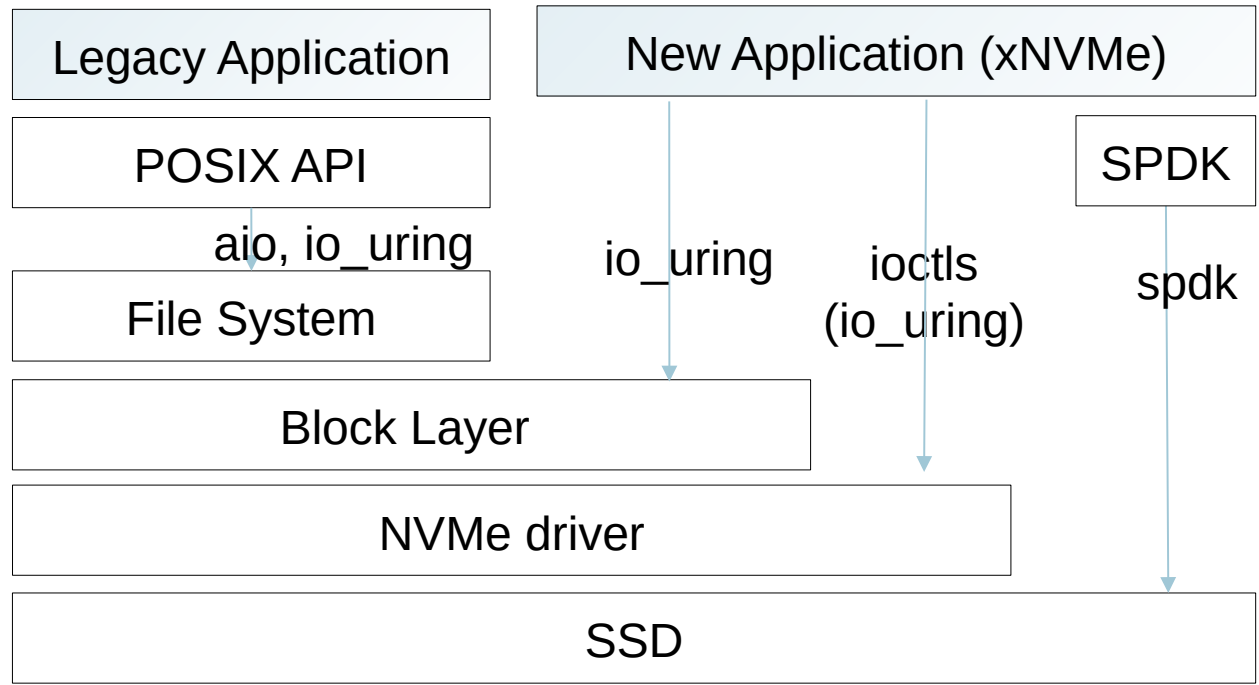 Legacy Application
New Application (xNVMe)
POSIX API
SPDK
aio, io_uring
io_uring
ioctls
(io_uring)
spdk
File System
Block Layer
NVMe driver
SSD